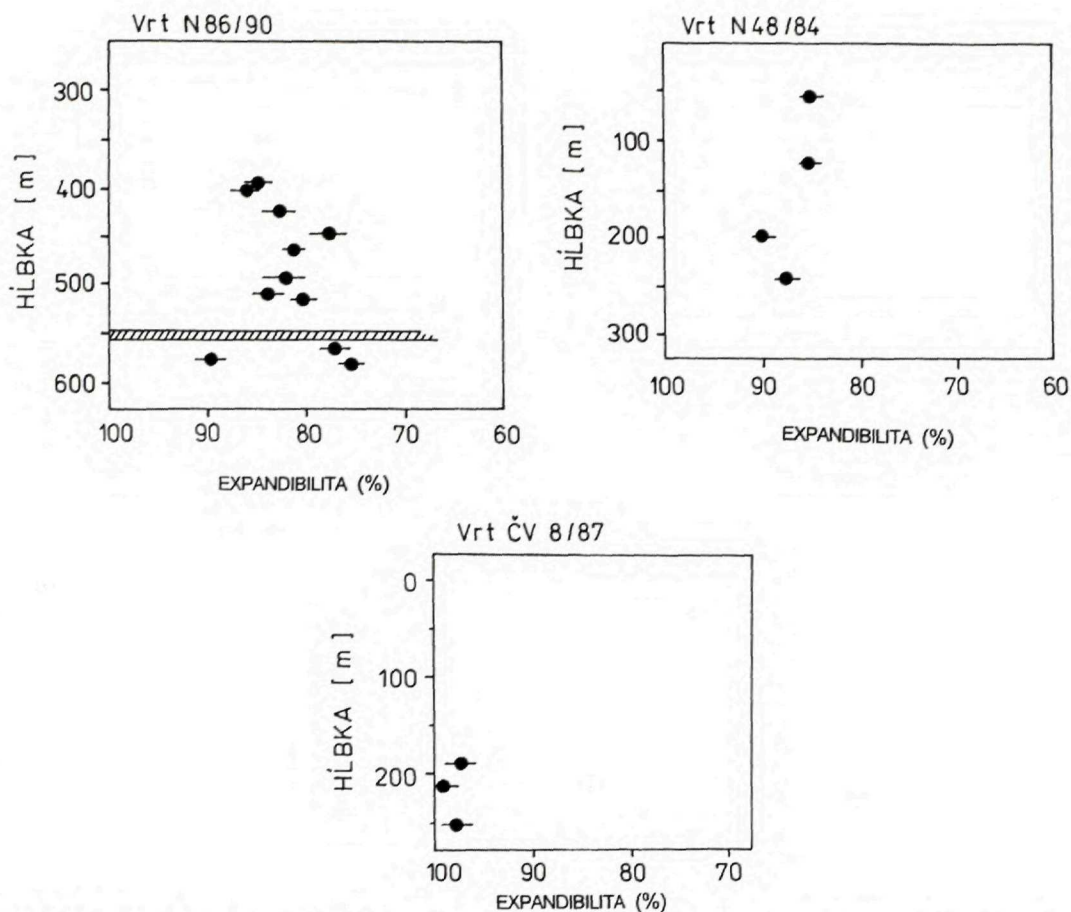 Vrt N86/90
300
400
500
600
HĹBKA [m]
100 90 80 70 60
EXPANDIBILITA (%)
Vrt N48/84
100
200
300
HĹBKA [m]
100 90 80 70 60
EXPANDIBILITA (%)
Vrt ČV 8/87
0
100
200
HĹBKA [m]
100 90 80 70
EXPANDIBILITA (%)